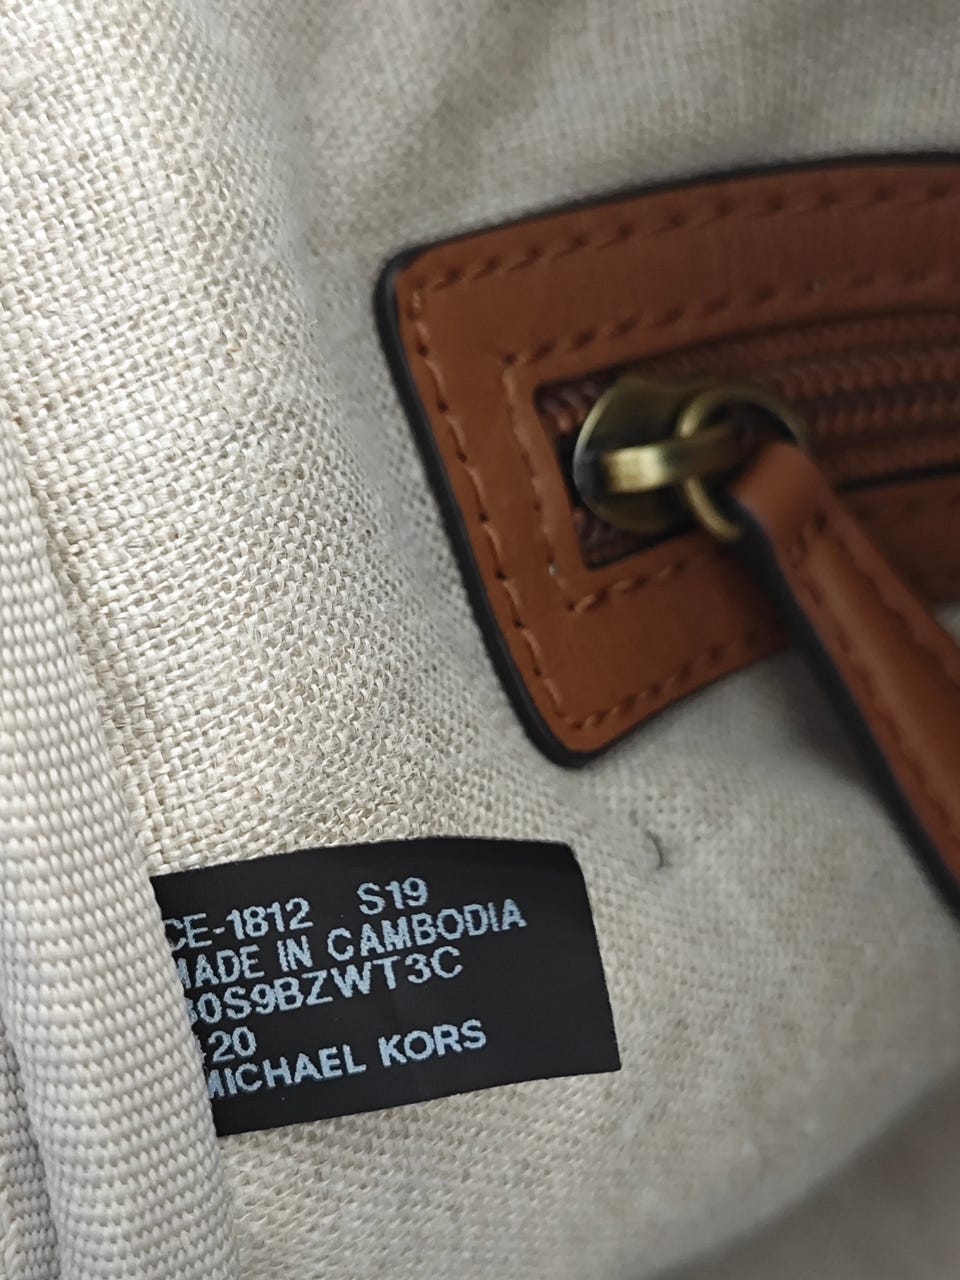 CE-1812 S19
MADE IN CAMBODIA
30S9BZWT3C
20
MICHAEL KORS